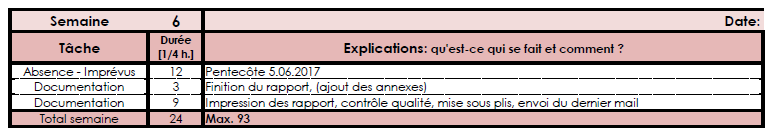 Semaine 6 Date:
Tâche Durée [1/4 h.] Explications: qu'est-ce qui se fait et comment ?
Absence - Imprévus 12 Pentecôte 5.06.2017
Documentation 3 Finition du rapport, (ajout des annexes)
Documentation 9 Impression des rapport, contrôle qualité, mise sous plis, envoi du dernier mail
Total semaine 24 Max. 93